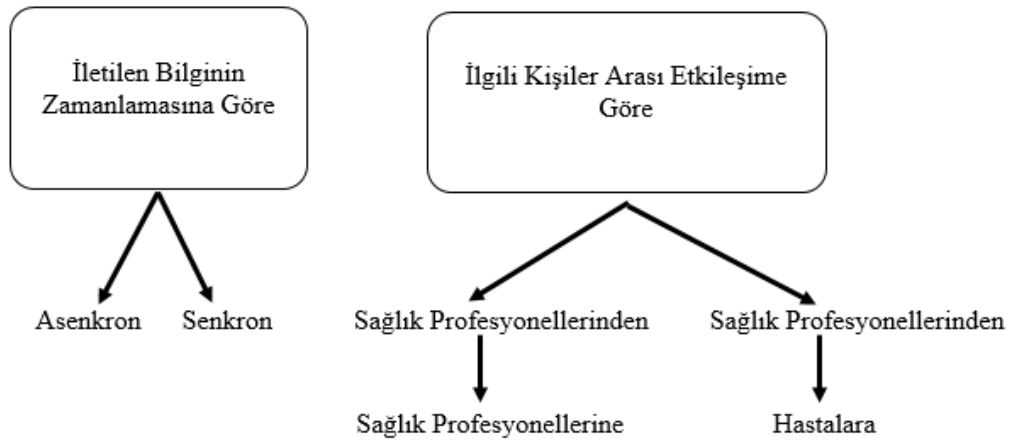 İletilen Bilginin
Zamanlamasına Göre
İlgili Kişiler Arası Etkileşime
Göre
Asenkron
Senkron
Sağlık Profesyonellerinden
Sağlık Profesyonellerinden
Sağlık Profesyonellerine
Hastalara